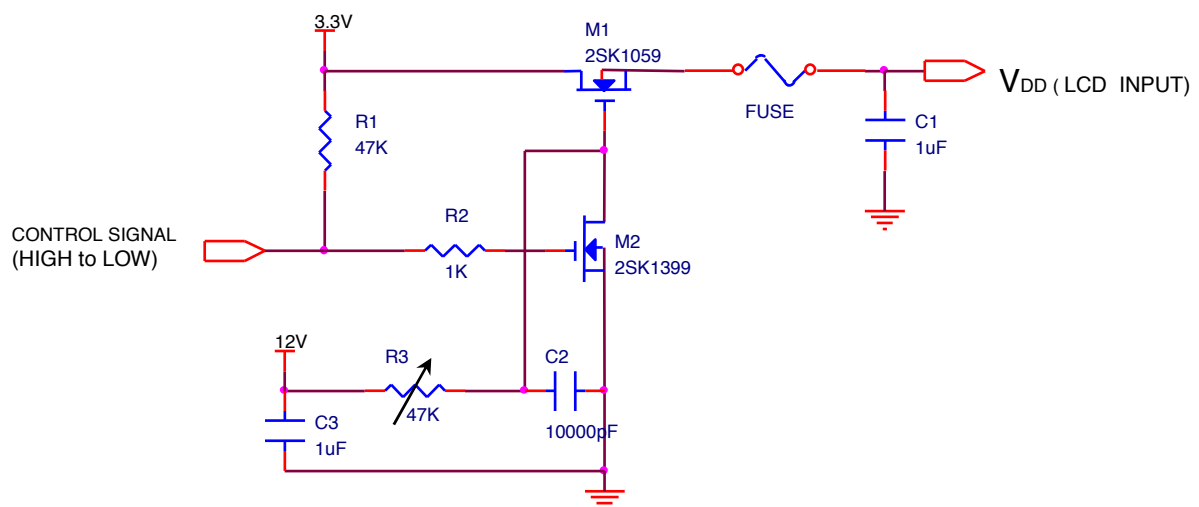 3.3V
M1
2SK1059
FUSE
VDD ( LCD INPUT)
R1
47K
C1
1uF
CONTROL SIGNAL
(HIGH to LOW)
R2
1K
M2
2SK1399
12V
R3
47K
C2
10000pF
C3
1uF